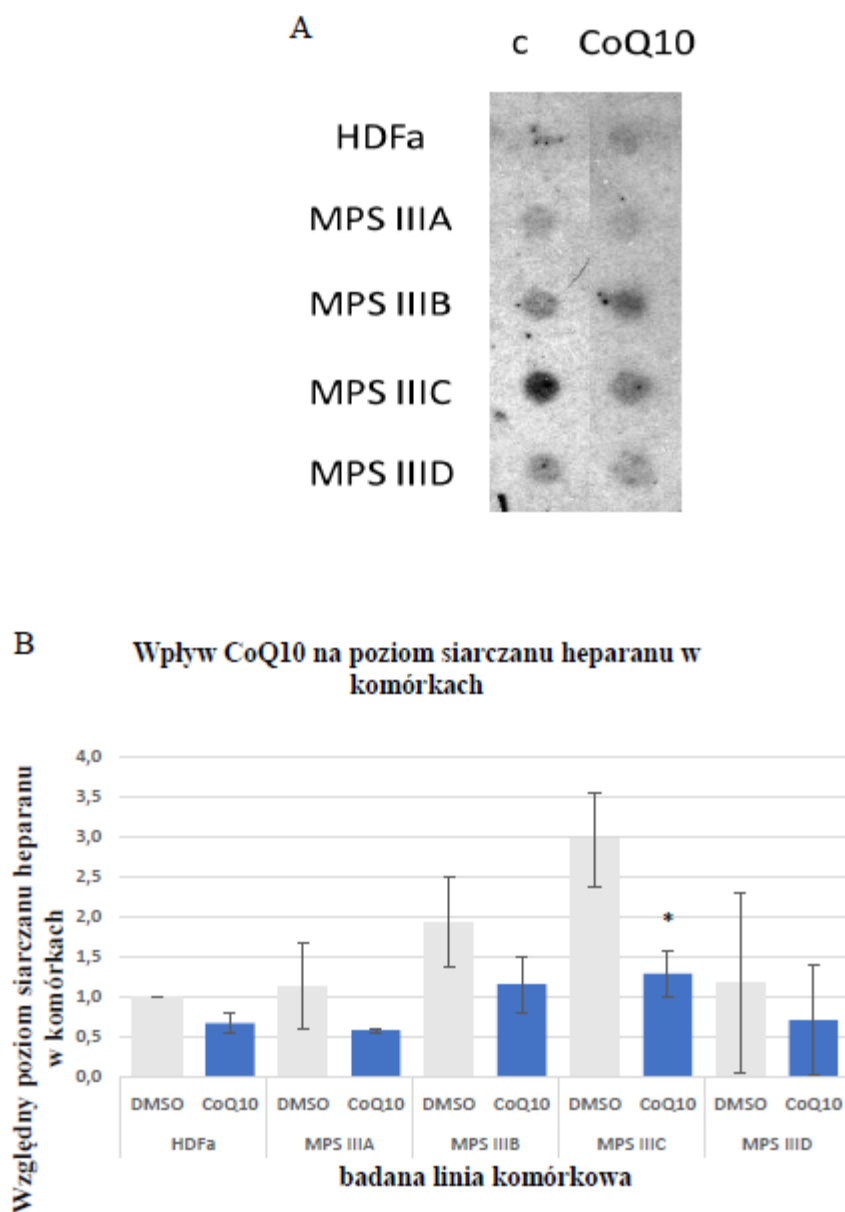 A
c CoQ10
HDFa
MPS IIIA
MPS IIIB
MPS IIIC
MPS IIID
B
Wpływ CoQ10 na poziom siarczanu heparanu w
komórkach
Względny poziom siarczanu heparanu
w komórkach
4,0
3,5
3,0
2,5
2,0
1,5
1,0
0,5
0,0
*
DMSO CoQ10 DMSO CoQ10 DMSO CoQ10 DMSO CoQ10 DMSO CoQ10
HDFa MPS IIIA MPS IIIB MPS IIIC MPS IIID
badana linia komórkowa